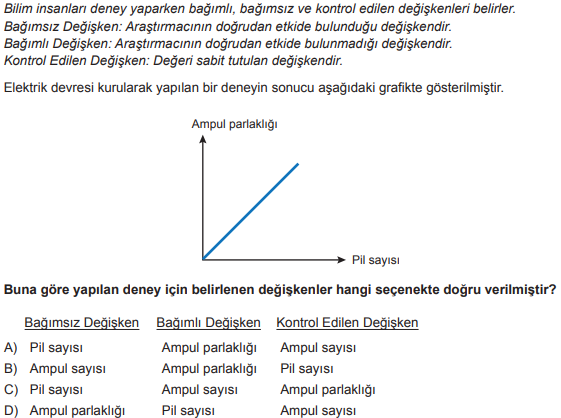 Bilim insanları deney yaparken bağımlı, bağımsız ve kontrol edilen değişkenleri belirler.
Bağımsız Değişken: Araştırmacının doğrudan etkide bulunduğu değişkendir.
Bağımlı Değişken: Araştırmacının doğrudan etkide bulunmadığı değişkendir.
Kontrol Edilen Değişken: Değeri sabit tutulan değişkendir.
Elektrik devresi kurularak yapılan bir deneyin sonucu aşağıdaki grafikte gösterilmiştir.
Ampul parlaklığı
Pil sayısı
Buna göre yapılan deney için belirlenen değişkenler hangi seçenekte doğru verilmiştir?
Bağımsız Değişken Bağımlı Değişken Kontrol Edilen Değişken
A) Pil sayısı Ampul parlaklığı Ampul sayısı
B) Ampul sayısı Ampul parlaklığı Pil sayısı
C) Pil sayısı Ampul sayısı Ampul parlaklığı
D) Ampul parlaklığı Pil sayısı Ampul sayısı